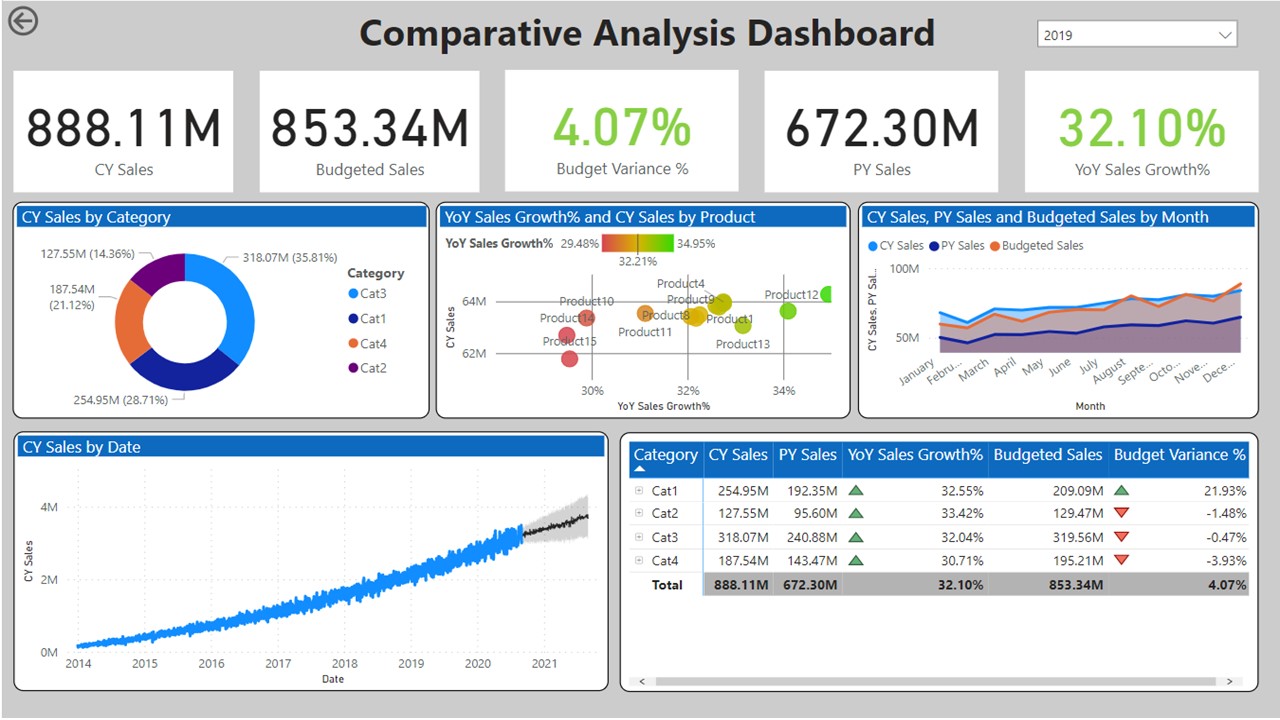 Comparative Analysis Dashboard
2019
888.11M
CY Sales
853.34M
Budgeted Sales
4.07%
Budget Variance %
672.30M
PY Sales
32.10%
YoY Sales Growth%
CY Sales by Category
127.55M (14.36%)
318.07M (35.81%)
187.54M
(21.12%)
254.95M (28.71%)
Category
Cat3
Cat1
Cat4
Cat2
YoY Sales Growth% and CY Sales by Product
YoY Sales Growth% 29.48% 34.95%
32.21%
CY Sales
64M
62M
Product4
Product12
Product10
Product9
Product14
Product8
Product1
Product11
Product15
Product13
30% 32% 34%
YoY Sales Growth%
CY Sales, PY Sales and Budgeted Sales by Month
CY Sales PY Sales Budgeted Sales
CY Sales, PY Sal...
100M
50M
January Febru... March April May June July August Septe... Octo... Nove... Dece...
Month
CY Sales by Date
CY Sales
4M
2M
0M
2014 2015 2016 2017 2018 2019 2020 2021
Date
Category CY Sales PY Sales YoY Sales Growth% Budgeted Sales Budget Variance %
Cat1 254.95M 192.35M 32.55% 209.09M 21.93%
Cat2 127.55M 95.60M 33.42% 129.47M -1.48%
Cat3 318.07M 240.88M 32.04% 319.56M -0.47%
Cat4 187.54M 143.47M 30.71% 195.21M -3.93%
Total 888.11M 672.30M 32.10% 853.34M 4.07%